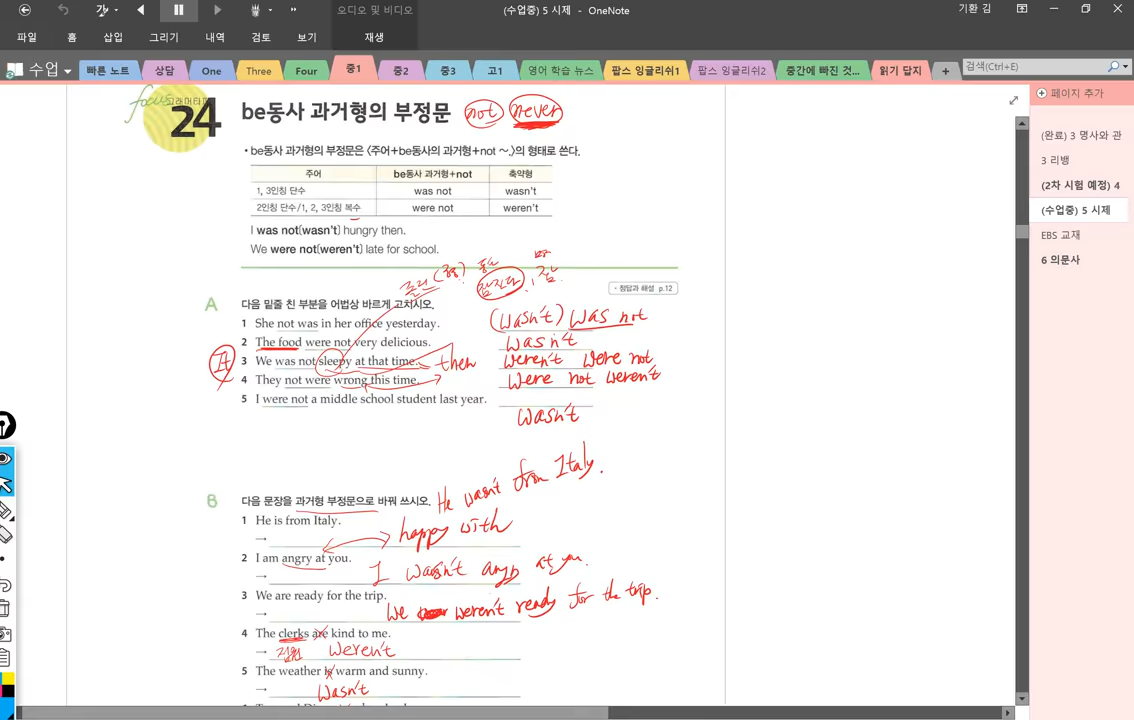 오디오 및 비디오
(수업중) 5 시제 - OneNote
기환 김
파일 홈 삽입 그리기 내역 검토 보기 재생
수업 빠른 노트 상담 One Three Four 중1 중2 중3 고1 영어 학습 뉴스 팝스 잉글리쉬1 팝스 잉글리쉬2 중간에 빠진 것... 읽기 답지 + 검색(Ctrl+E)
페이지 추가
(완료) 3 명사와 관
3 리뱅
(2차 시험 예정) 4
(수업중) 5 시제
EBS 교재
6 의문사
focus
24 be동사 과거형의 부정문 not never
• be동사 과거형의 부정문은 〈주어+be동사의 과거형+not ~.〉의 형태로 쓴다.
주어 be동사 과거형+not 축약형
1, 3인칭 단수 was not wasn't
2인칭 단수/1, 2, 3인칭 복수 were not weren't
I was not(wasn't) hungry then.
We were not(weren't) late for school.
• 정답과 해설 p.12
A 다음 밑줄 친 부분을 어법상 바르게 고치시오.
1 She not was in her office yesterday. (wasn't) was not
2 The food were not very delicious. wasn't
3 We was not sleepy at that time. then weren't were not
4 They not were wrong this time. were not weren't
5 I were not a middle school student last year. wasn't
B 다음 문장을 과거형 부정문으로 바꿔 쓰시오.
1 He is from Italy. He wasn't from Italy.
→ happy with
2 I am angry at you.
→ I wasn't angry at you.
3 We are ready for the trip.
→ We weren't ready for the trip.
4 The clerks are kind to me.
→ 직원 weren't
5 The weather is warm and sunny.
→ wasn't